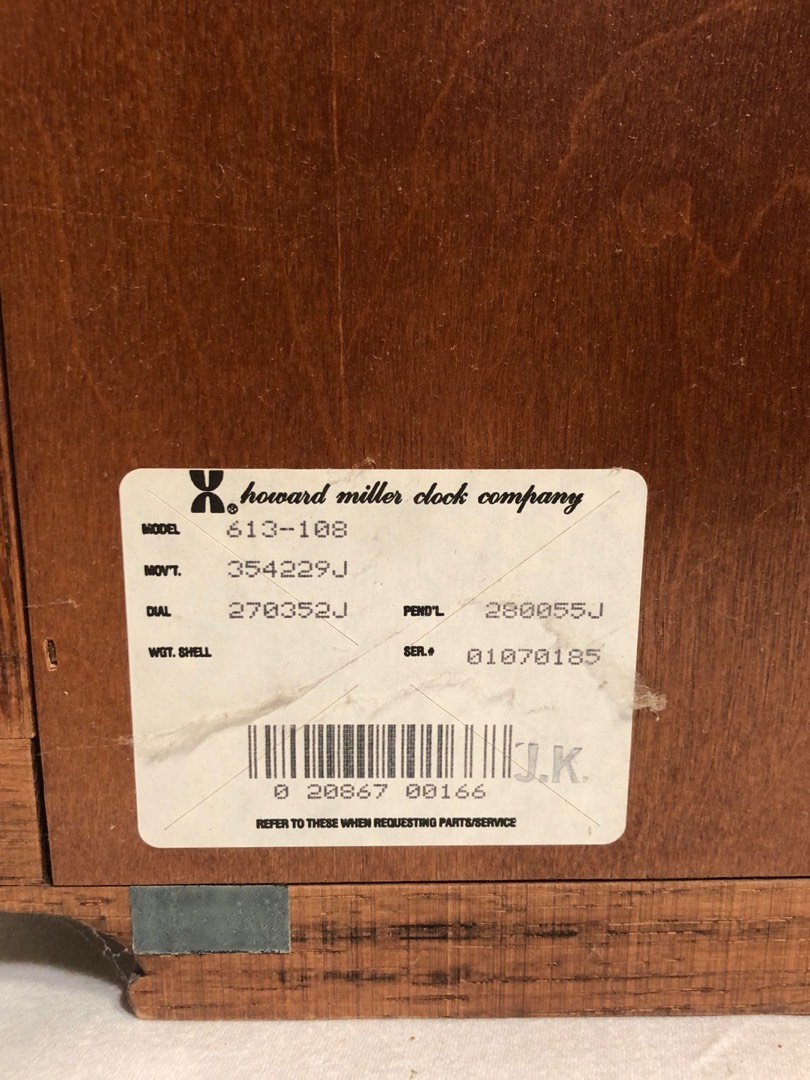 howard miller clock company
MODEL 613-108
MOV'T. 354229J
DIAL 270352J PEND'L 280055J
WGT. SHELL SER.# 01070185
J.K.
0 20867 00166
REFER TO THESE WHEN REQUESTING PARTS/SERVICE